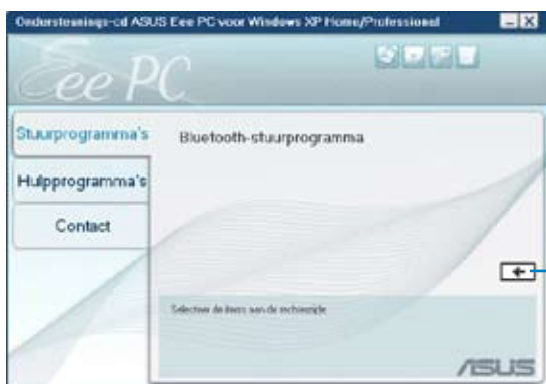 Ondersteunings-cd ASUS Eee PC voor Windows XP Home/Professional
Eee PC
Stuurprogramma's
Bluetooth-stuurprogramma
Hulpprogramma's
Contact
Selecteer de items aan de rechterzijde
ASUS